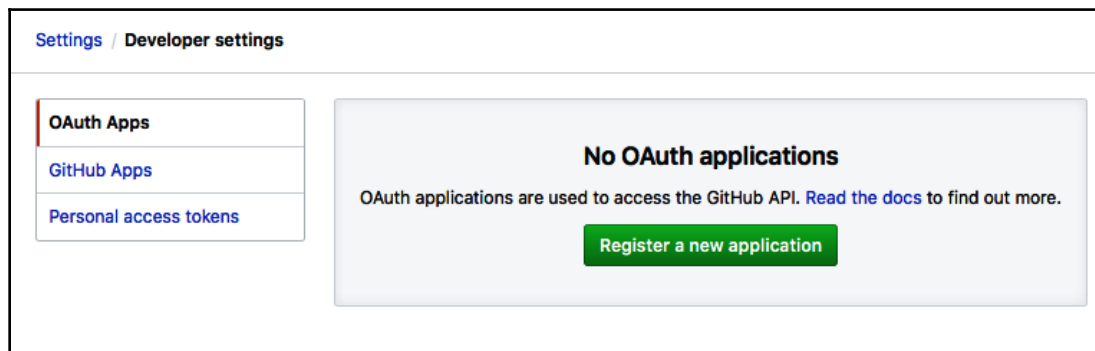 Settings / Developer settings
OAuth Apps
GitHub Apps
Personal access tokens
No OAuth applications
OAuth applications are used to access the GitHub API. Read the docs to find out more.
Register a new application